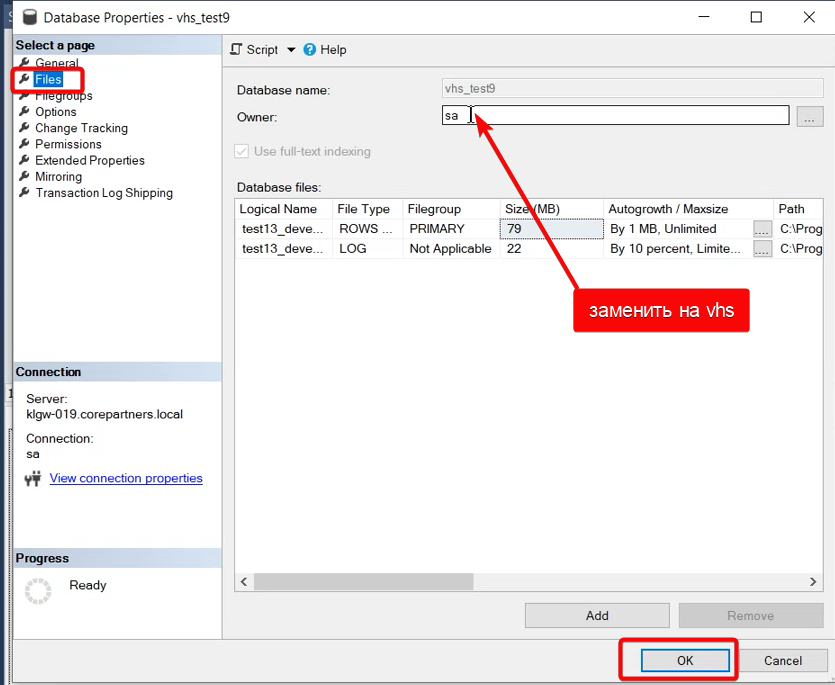 Database Properties - vhs_test9
Select a page
General
Files
Filegroups
Options
Change Tracking
Permissions
Extended Properties
Mirroring
Transaction Log Shipping
Script
Help
Database name:
vhs_test9
Owner:
sa
...
Use full-text indexing
Database files:
Logical Name File Type Filegroup Size (MB) Autogrowth / Maxsize Path
test13_deve... ROWS ... PRIMARY 79 By 1 MB, Unlimited .... C:\Prog
test13_deve... LOG Not Applicable 22 By 10 percent, Limite... .... C:\Prog
заменить на vhs
Connection
Server:
klgw-019.corepartners.local
Connection:
sa
View connection properties
Progress
Ready
Add Remove
OK Cancel